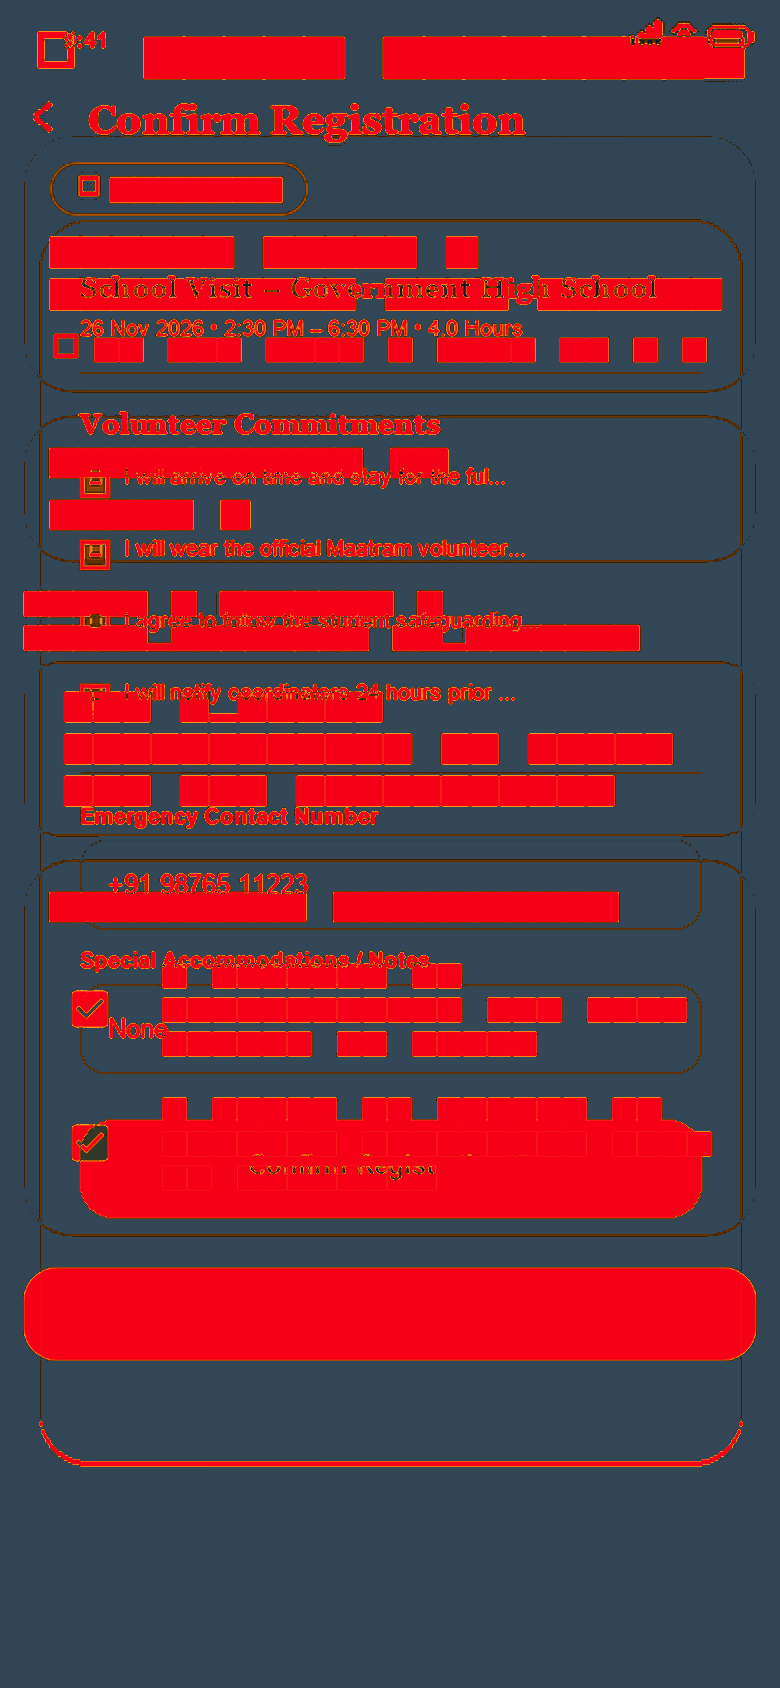 9:41
Confirm Registration
School Visit – Government High School
26 Nov 2026 • 2:30 PM – 6:30 PM • 4.0 Hours
Volunteer Commitments
I will arrive on time and stay for the ful...
I will wear the official Maatram volunteer...
I agree to follow the student safeguarding...
I will notify coordinators 24 hours prior ...
Emergency Contact Number
+91 98765 11223
Special Accommodations / Notes
None
Confirm Regist